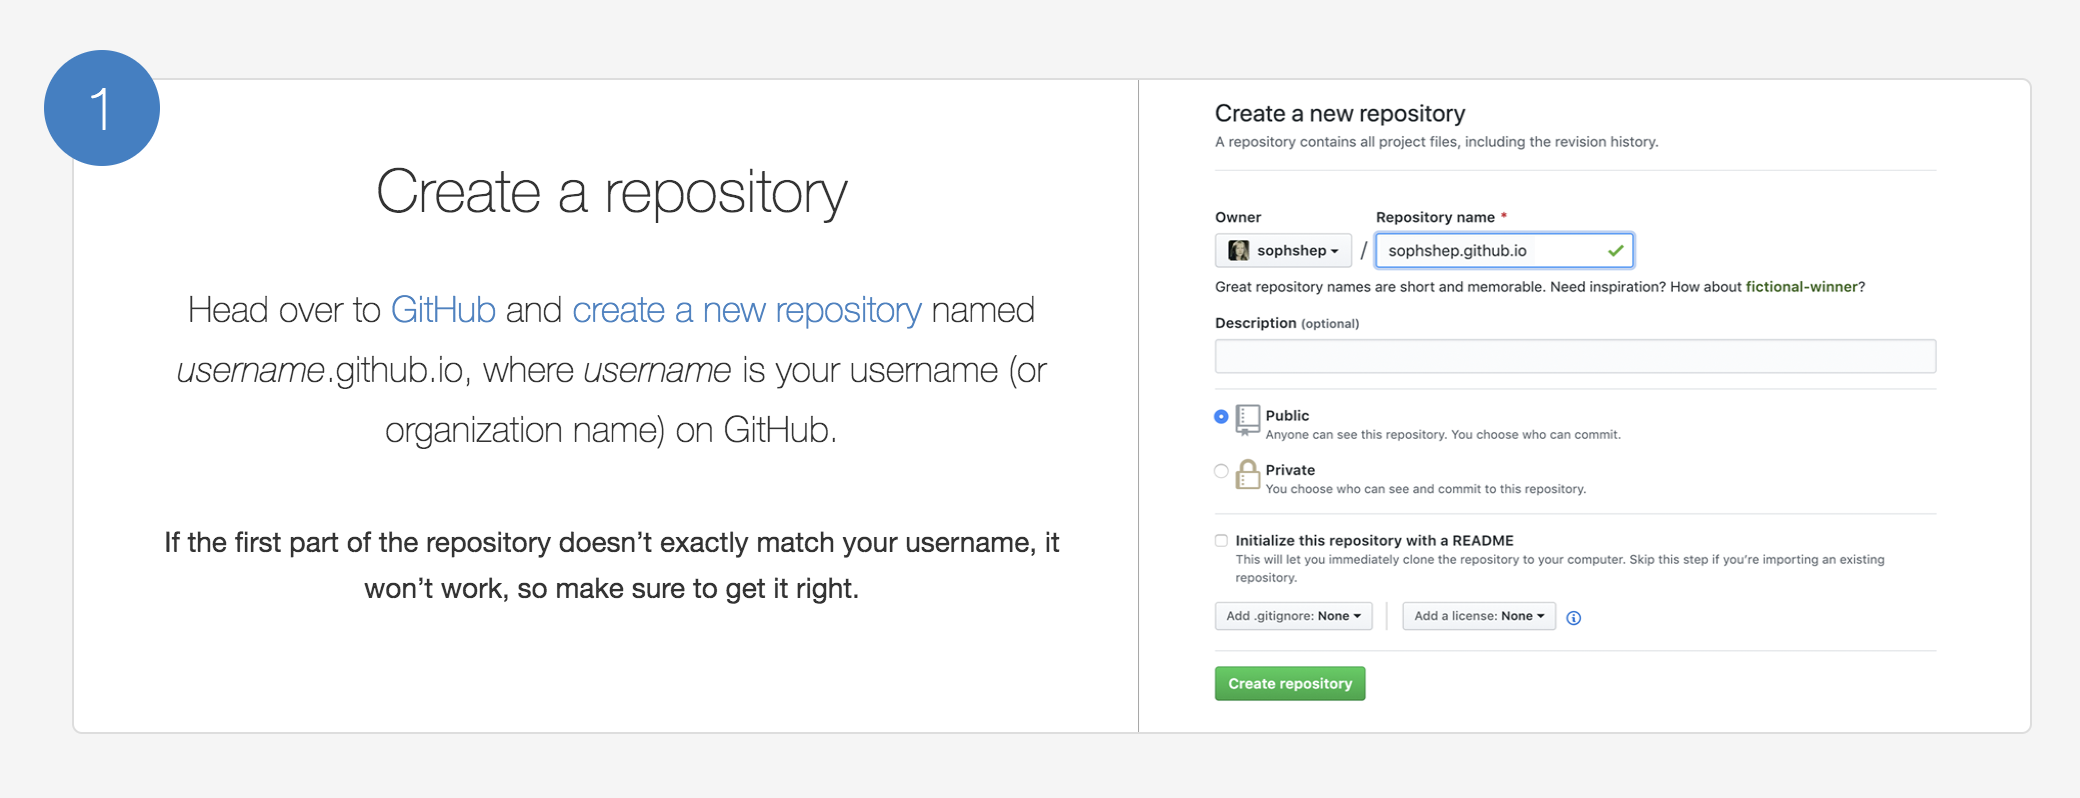 1
Create a repository
Head over to GitHub and create a new repository named
username.github.io, where username is your username (or
organization name) on GitHub.
If the first part of the repository doesn’t exactly match your username, it
won’t work, so make sure to get it right.
Create a new repository
A repository contains all project files, including the revision history.
Owner Repository name *
sophshep / sophshep.github.io
Great repository names are short and memorable. Need inspiration? How about fictional-winner?
Description (optional)
Public
Anyone can see this repository. You choose who can commit.
Private
You choose who can see and commit to this repository.
Initialize this repository with a README
This will let you immediately clone the repository to your computer. Skip this step if you're importing an existing
repository.
Add .gitignore: None Add a license: None
Create repository